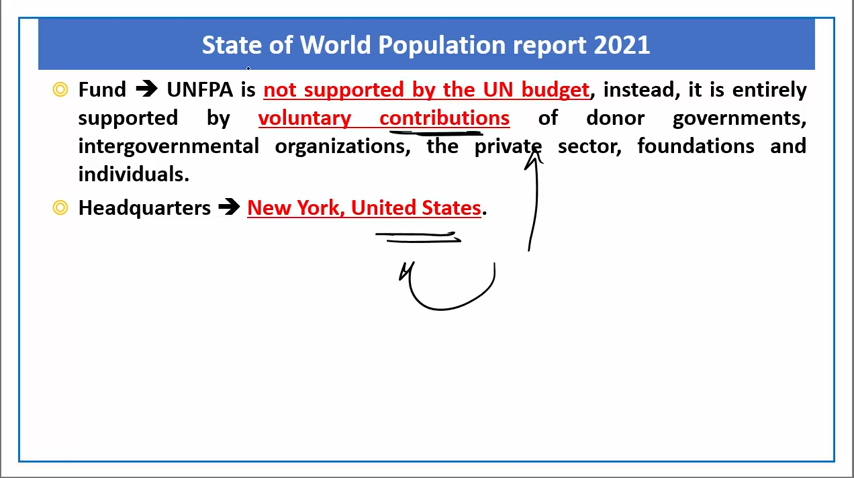 State of World Population report 2021
Fund ➔ UNFPA is not supported by the UN budget, instead, it is entirely
supported by voluntary contributions of donor governments,
intergovernmental organizations, the private sector, foundations and
individuals.
Headquarters ➔ New York, United States.